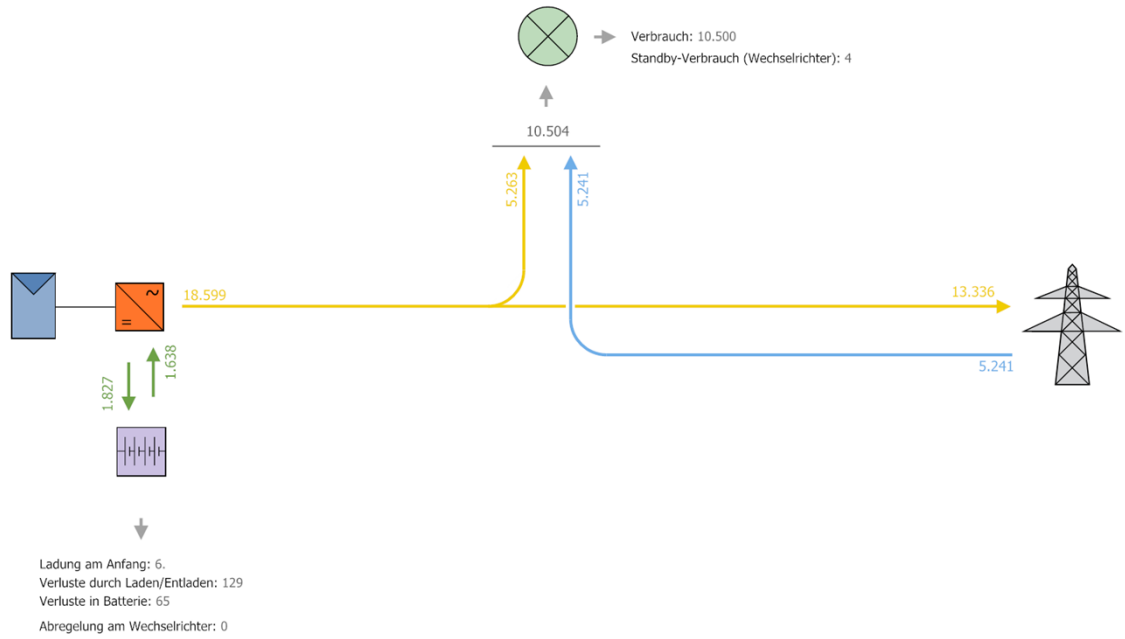 Verbrauch: 10.500
Standby-Verbrauch (Wechselrichter): 4
10.504
5.263
5.241
18.599
13.336
5.241
1.827
1.638
Ladung am Anfang: 6.
Verluste durch Laden/Entladen: 129
Verluste in Batterie: 65
Abregelung am Wechselrichter: 0